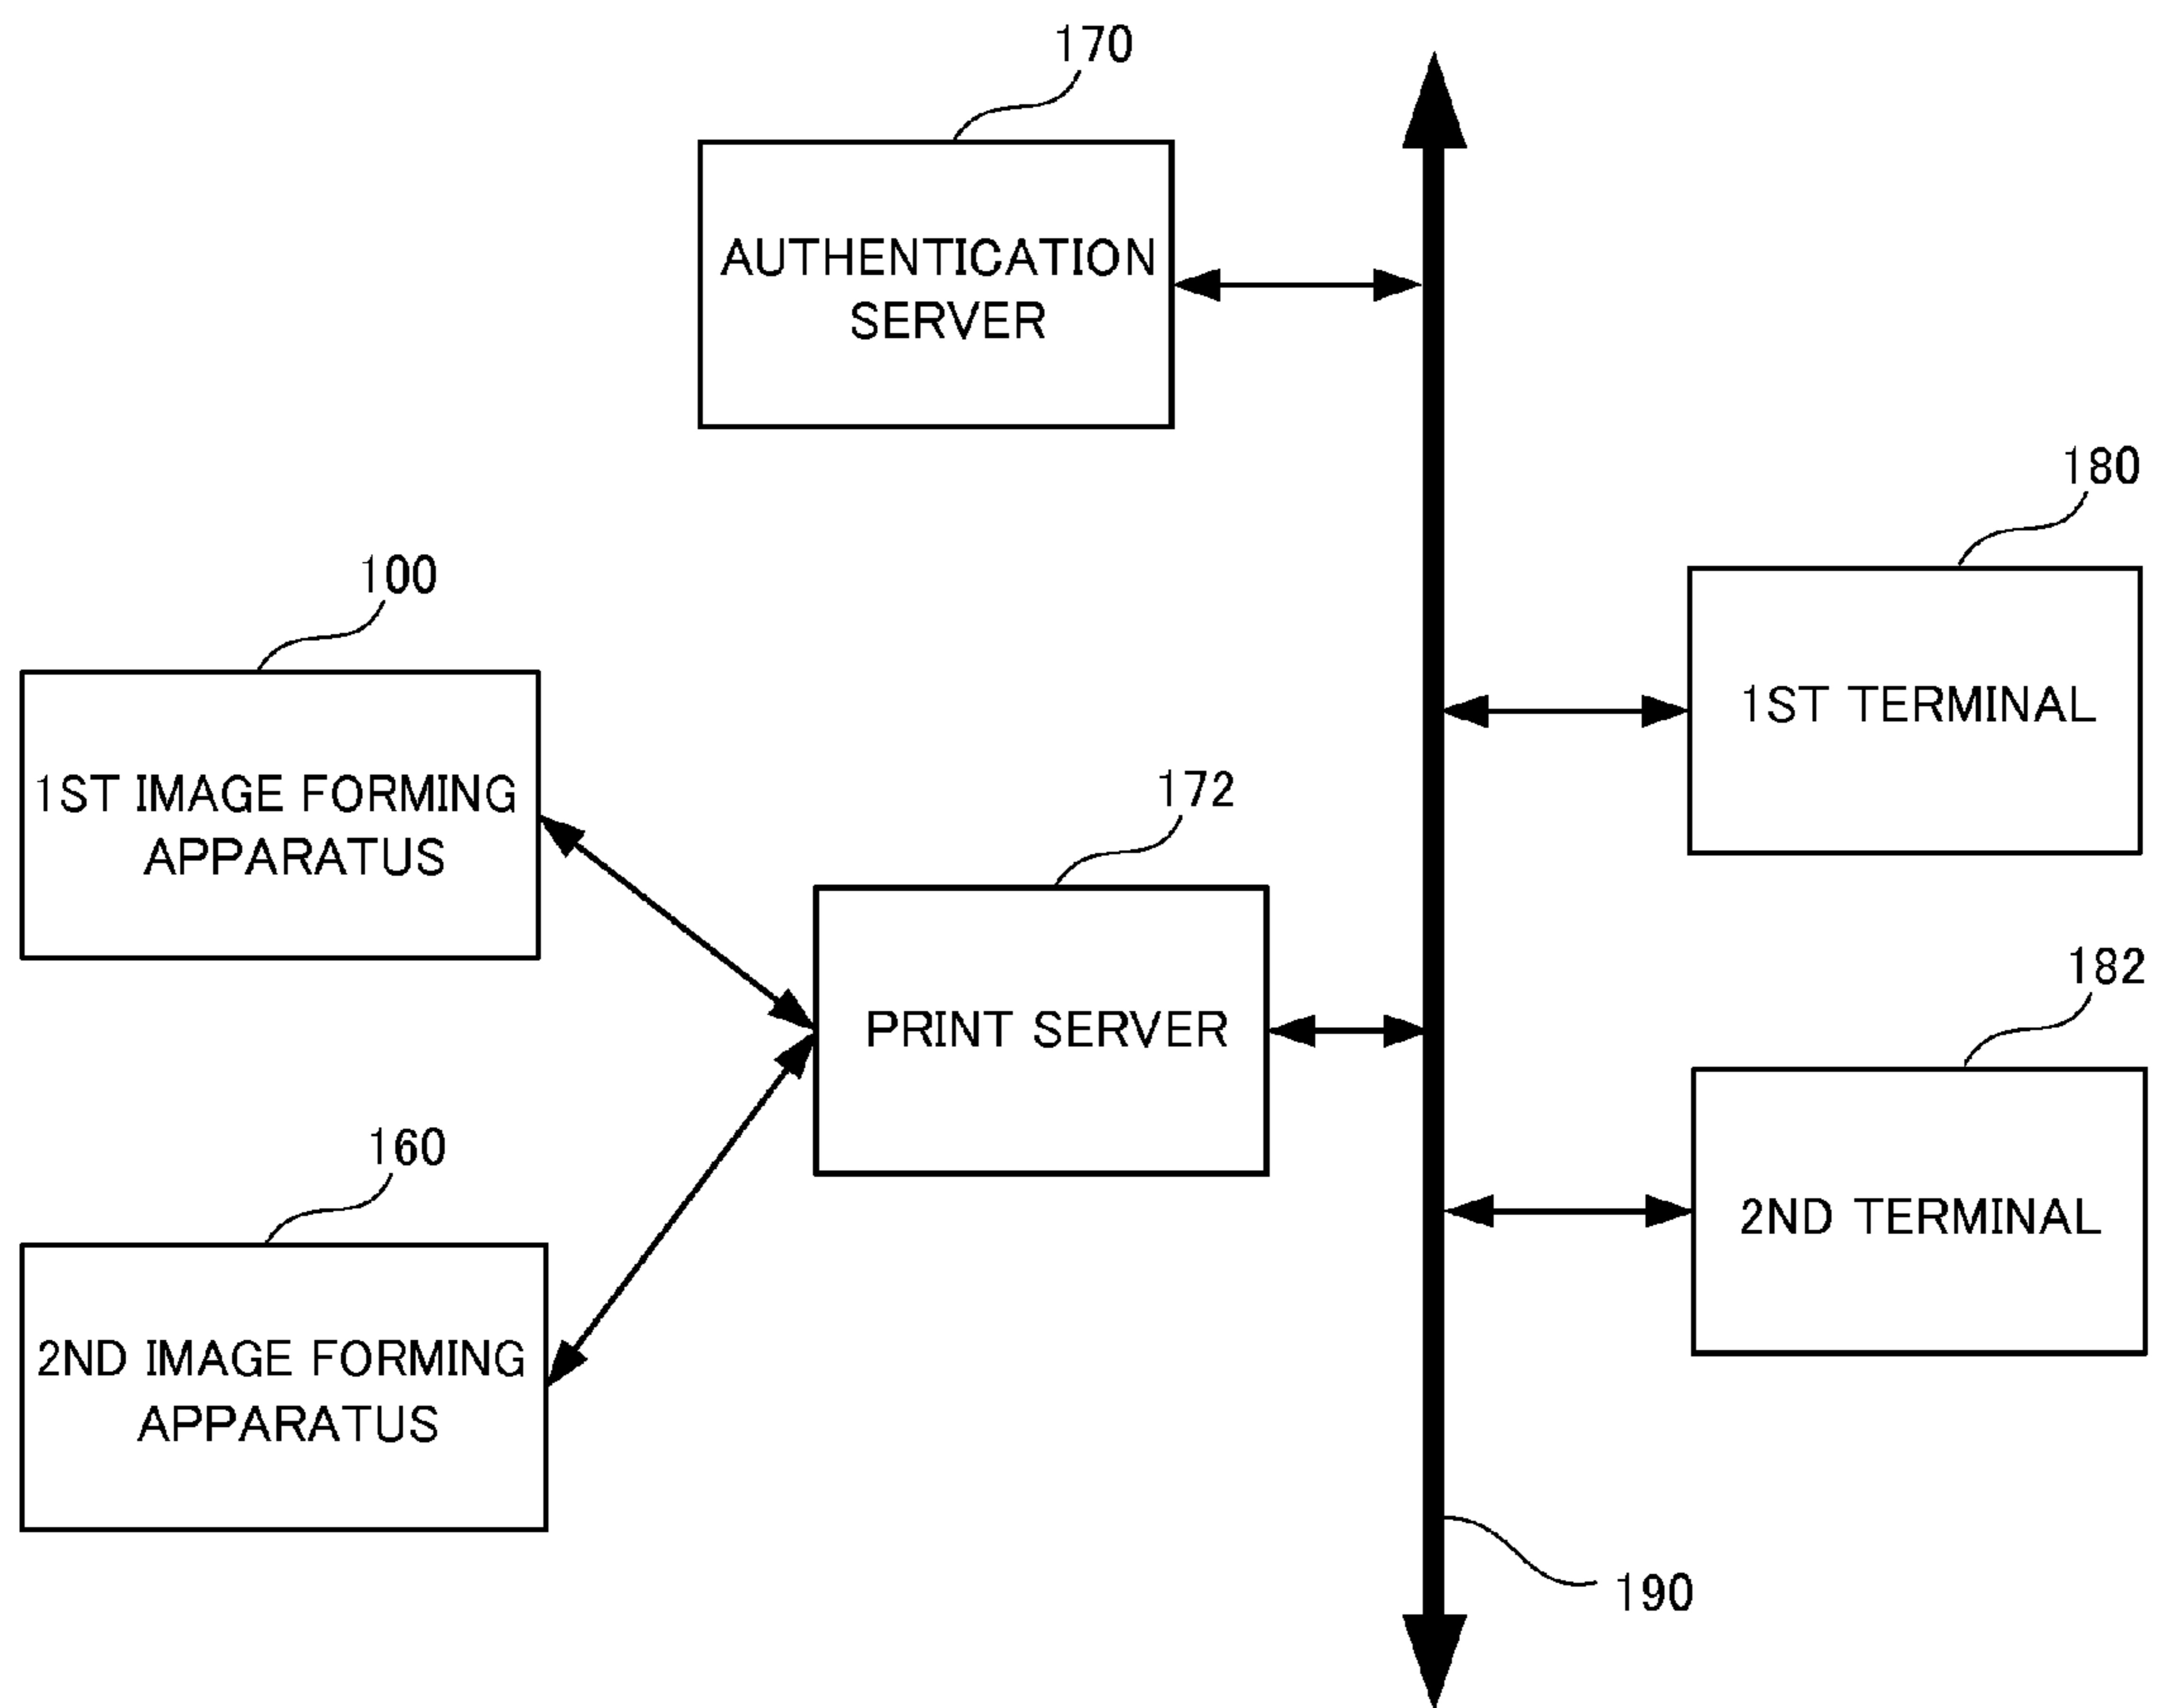 170
AUTHENTICATION
SERVER
180
1ST TERMINAL
100
1ST IMAGE FORMING
APPARATUS
172
PRINT SERVER
182
2ND TERMINAL
160
2ND IMAGE FORMING
APPARATUS
190